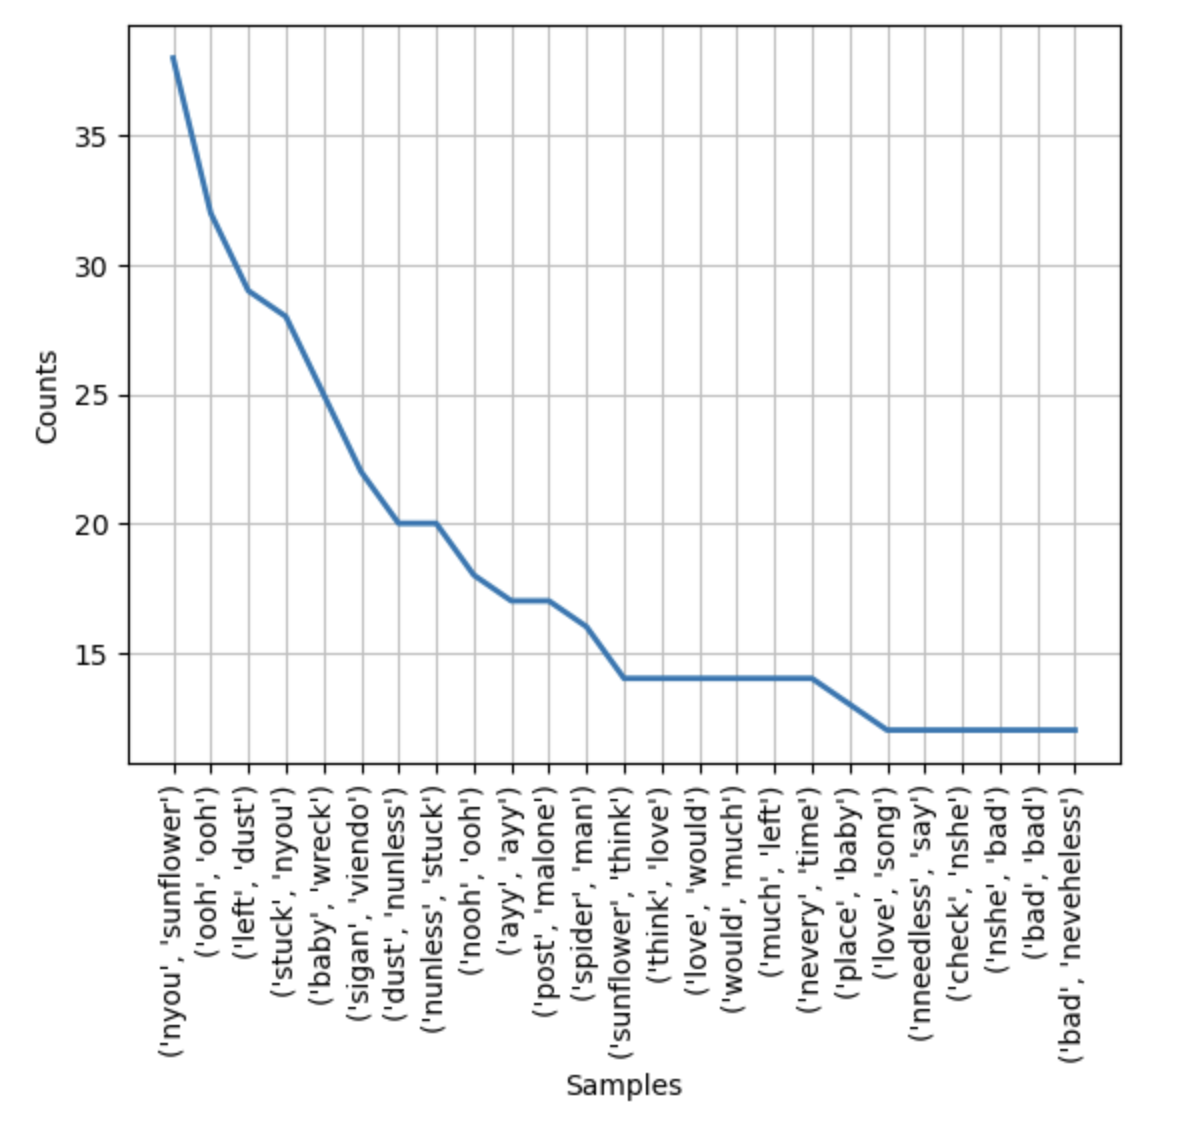 35
30
25
20
15
Counts
('nyou', 'sunflower')
('ooh', 'ooh')
('left', 'dust')
('stuck', 'nyou')
('baby', 'wreck')
('sigan', 'viendo')
('dust', 'nunless')
('nunless', 'stuck')
('nooh', 'ooh')
('ayy', 'ayy')
('post', 'malone')
('spider', 'man')
('sunflower', 'think')
('think', 'love')
('love', 'would')
('would', 'much')
('much', 'left')
('nevery', 'time')
('place', 'baby')
('love', 'song')
('nneedless', 'say')
('check', 'nshe')
('nshe', 'bad')
('bad', 'bad')
('bad', 'neveheless')
Samples